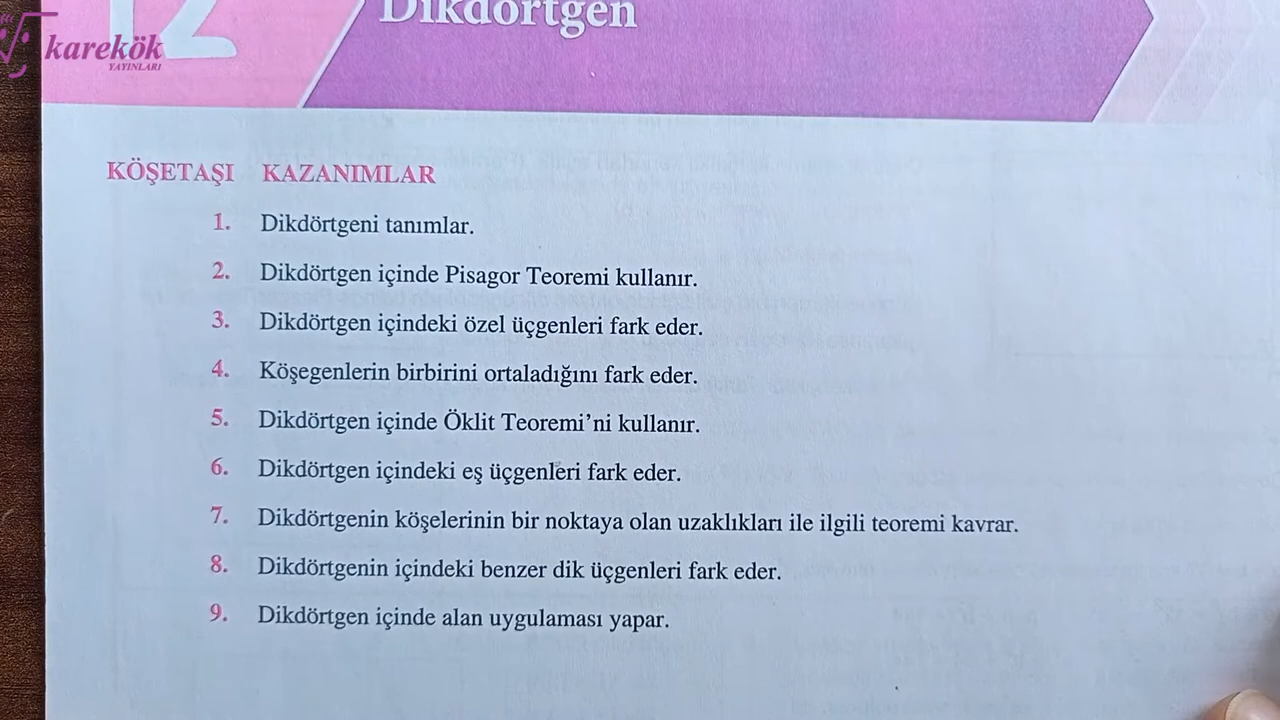 12 Dikdörtgen
karekök
YAYINLARI
KÖŞETAŞI KAZANIMLAR
1. Dikdörtgeni tanımlar.
2. Dikdörtgen içinde Pisagor Teoremi kullanır.
3. Dikdörtgen içindeki özel üçgenleri fark eder.
4. Köşegenlerin birbirini ortaladığını fark eder.
5. Dikdörtgen içinde Öklit Teoremi’ni kullanır.
6. Dikdörtgen içindeki eş üçgenleri fark eder.
7. Dikdörtgenin köşelerinin bir noktaya olan uzaklıkları ile ilgili teoremi kavrar.
8. Dikdörtgenin içindeki benzer dik üçgenleri fark eder.
9. Dikdörtgen içinde alan uygulaması yapar.